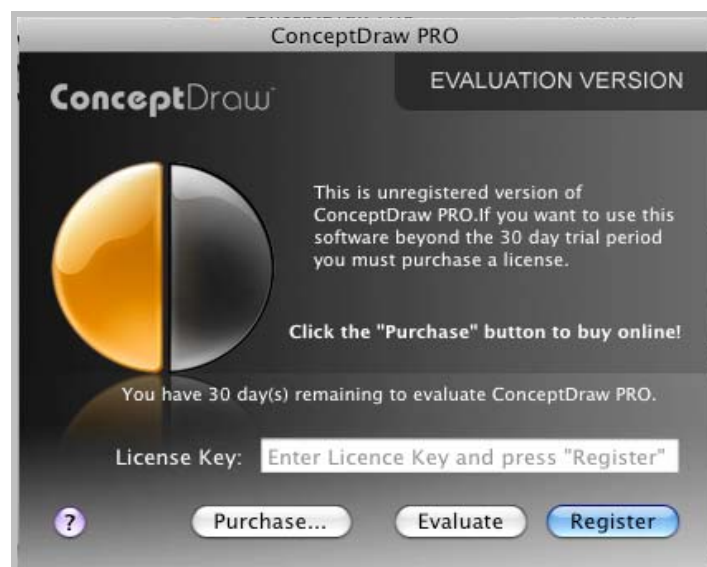 ConceptDraw PRO
ConceptDraw
EVALUATION VERSION
This is unregistered version of
ConceptDraw PRO.If you want to use this
software beyond the 30 day trial period
you must purchase a license.
Click the "Purchase" button to buy online!
You have 30 day(s) remaining to evaluate ConceptDraw PRO.
License Key: Enter Licence Key and press "Register"
? Purchase... Evaluate Register